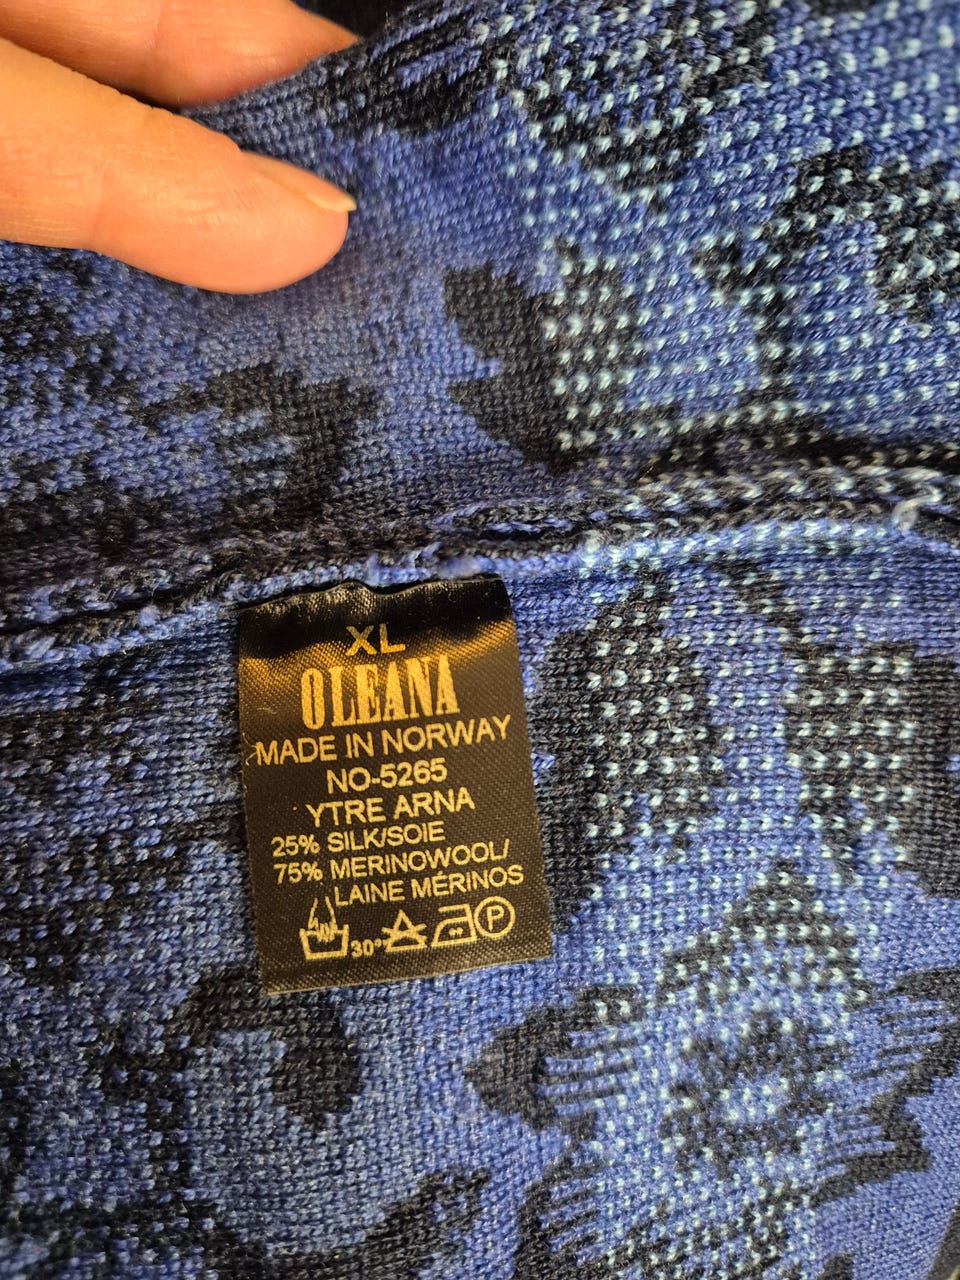 XL
OLEANA
MADE IN NORWAY
NO-5265
YTRE ARNA
25% SILK/SOIE
75% MERINOWOOL/
LAINE MÉRINOS
30° P